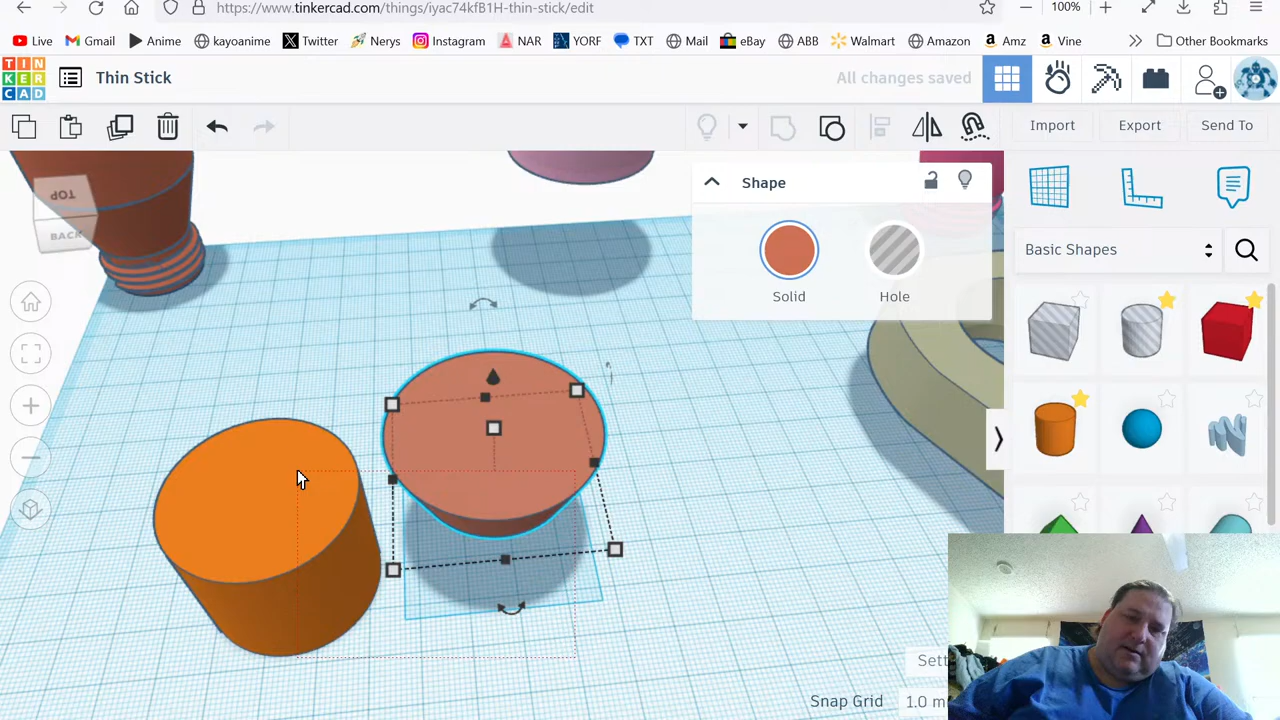 https://www.tinkercad.com/things/iyac74kfB1H-thin-stick/edit
100%
Live
Gmail
Anime
kayoanime
Twitter
Nerys
Instagram
NAR
YORF
TXT
Mail
eBay
ABB
Walmart
Amazon
Amz
Vine
Other Bookmarks
TIN
KER
CAD
Thin Stick
All changes saved
Import
Export
Send To
TOP
BACK
Shape
Solid
Hole
Basic Shapes
Sett
Snap Grid
1.0 m